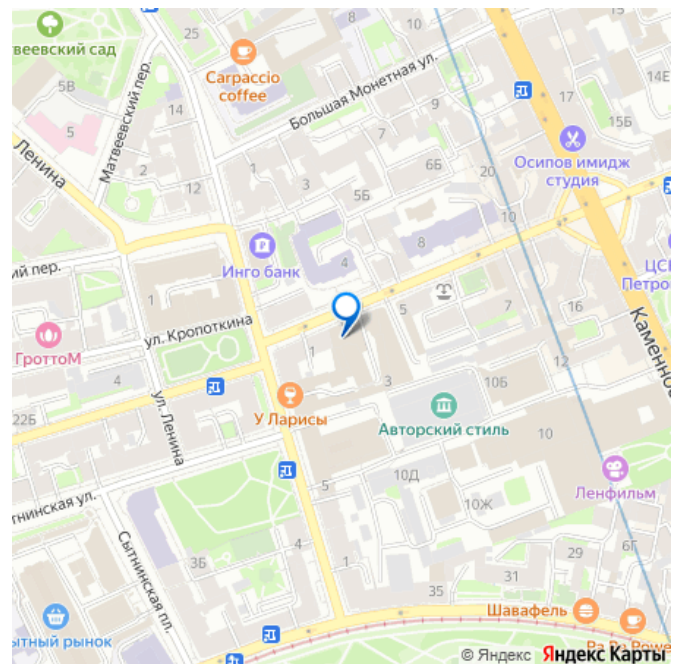 твеевский сад
25
8
10
14Е
Carpaccio
coffee
8
Большая Монетная ул.
5В
Матвеевский пер.
14
9
17
15Б
5
7
Осипов имидж
студия
Ленина
2
1
6Б
20
12
3
5Б
10
8
Инго банк
4
ЦС
Петро
ий пер.
1
5
7
16
ул. Кропоткина
ГроттоМ
1
12
Каменно
4
3
10Б
22Б
У Ларисы
ул. Ленина
Авторский стиль
10
10Д
Ленфильм
5
тнинская ул.
10Ж
Сытнинская пл.
3Б
4
29
6Г
1
31
35
Шавафель
ытный рынок
© Яндекс Яндекс Карты